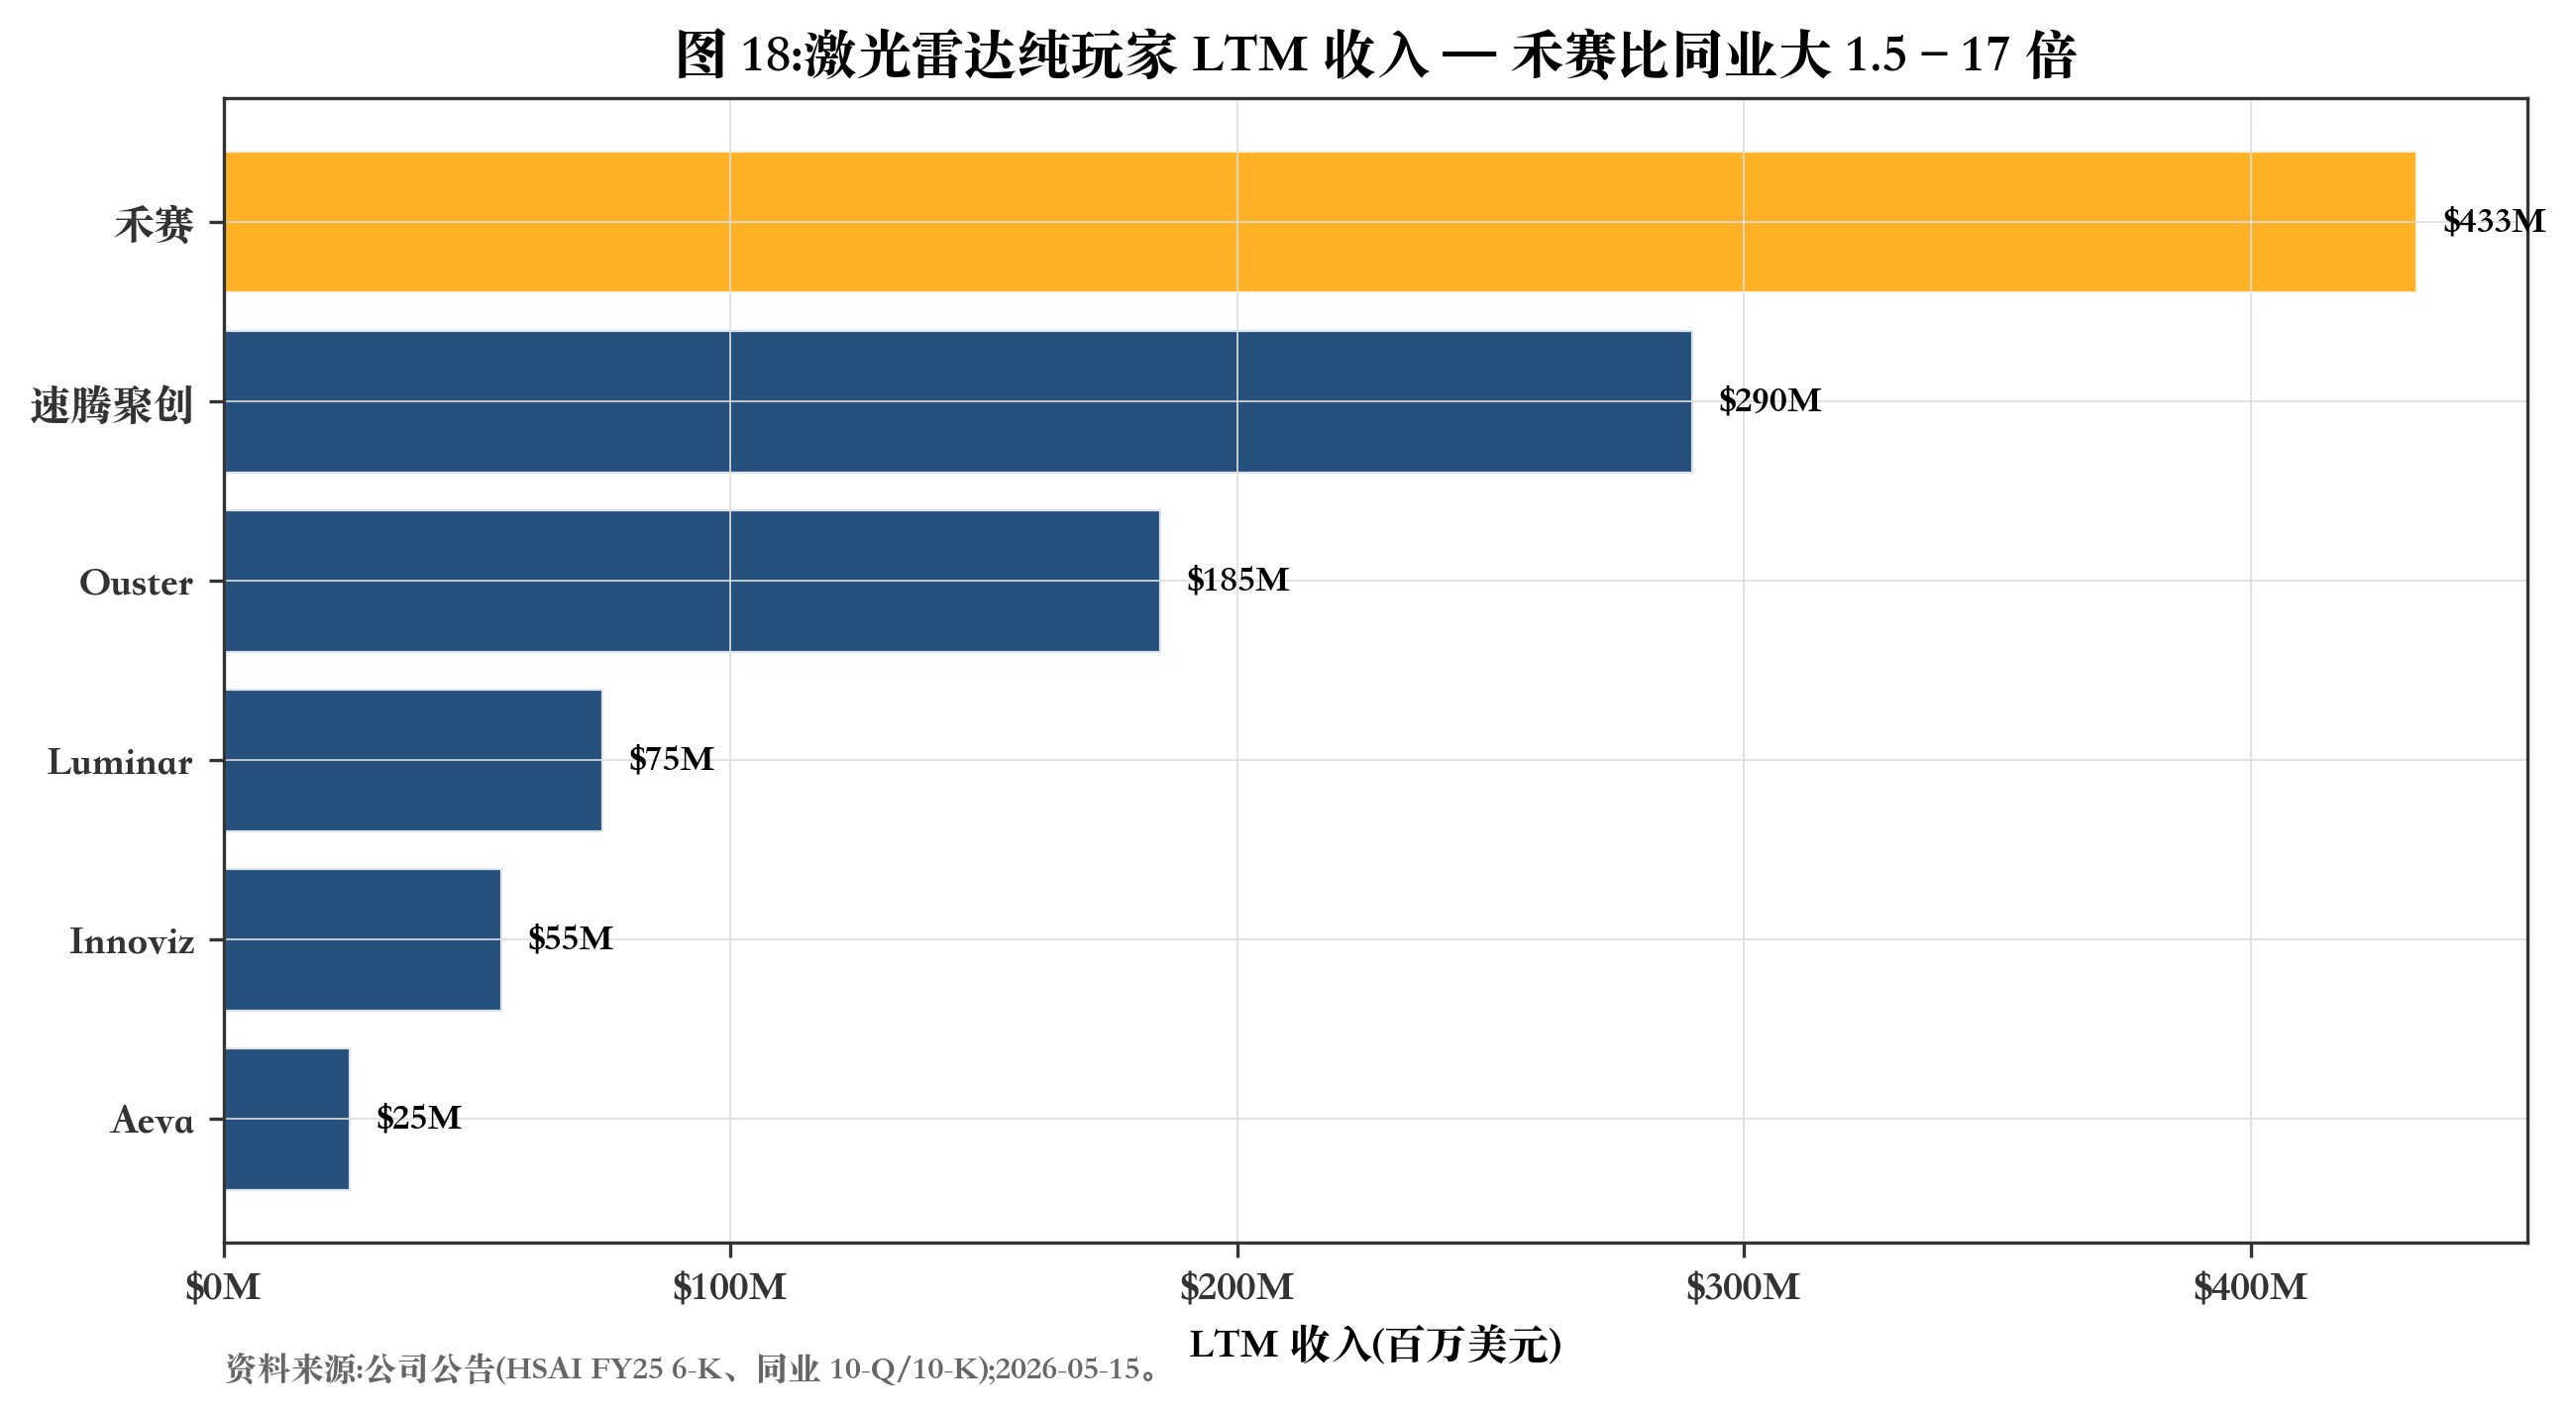 图 18:激光雷达纯玩家 LTM 收入 — 禾赛比同业大 1.5 – 17 倍
禾赛
$433M
速腾聚创
$290M
Ouster
$185M
Luminar
$75M
Innoviz
$55M
Aeva
$25M
$0M $100M $200M $300M $400M
LTM 收入(百万美元)
资料来源:公司公告(HSAI FY25 6-K、同业 10-Q/10-K);2026-05-15。